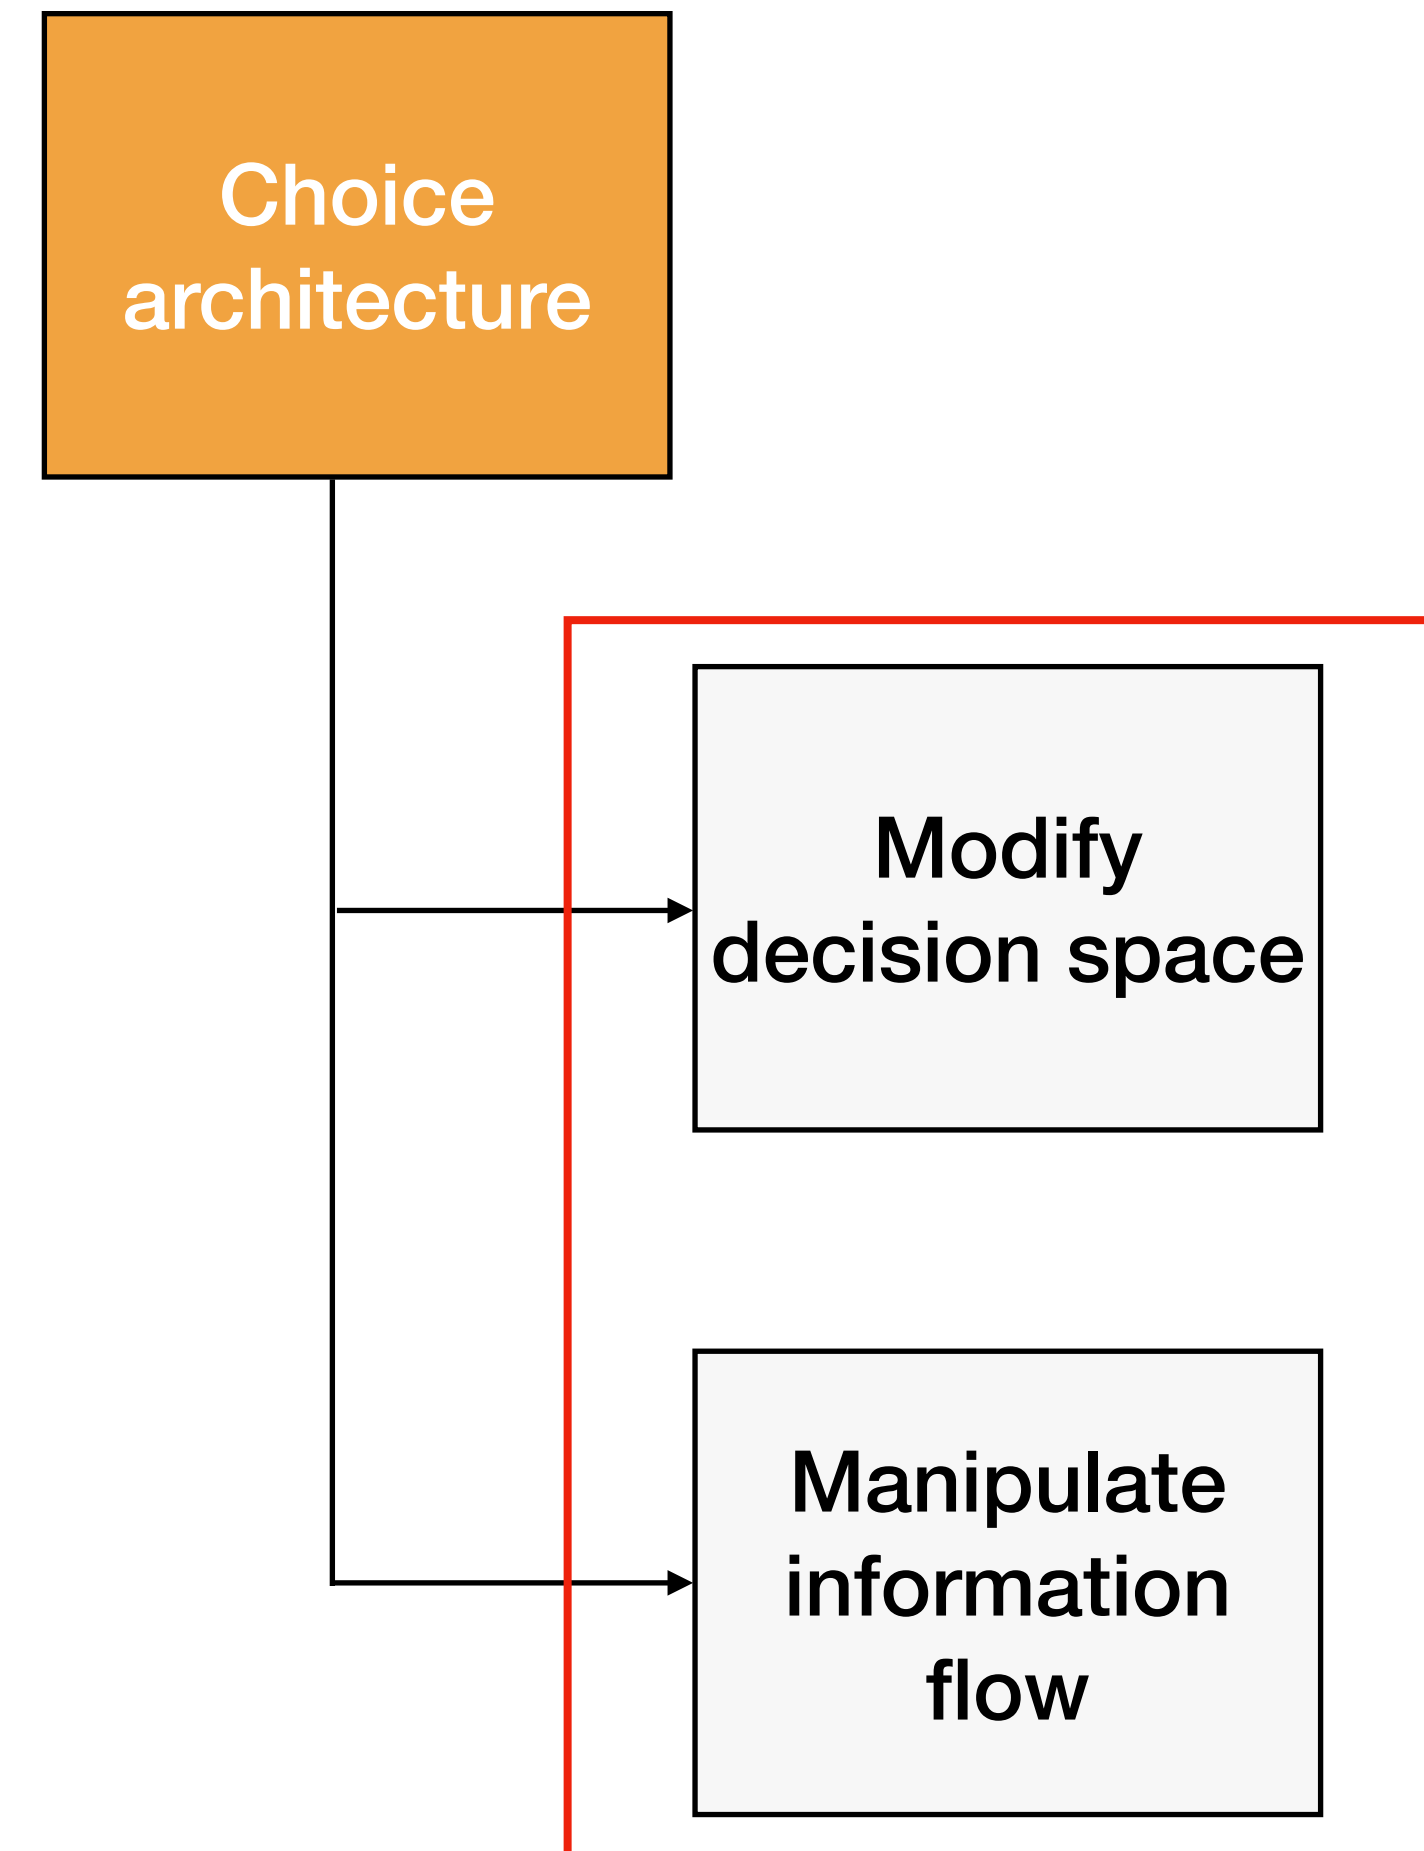 Choice
architecture
Modify
decision space
Manipulate
information
flow